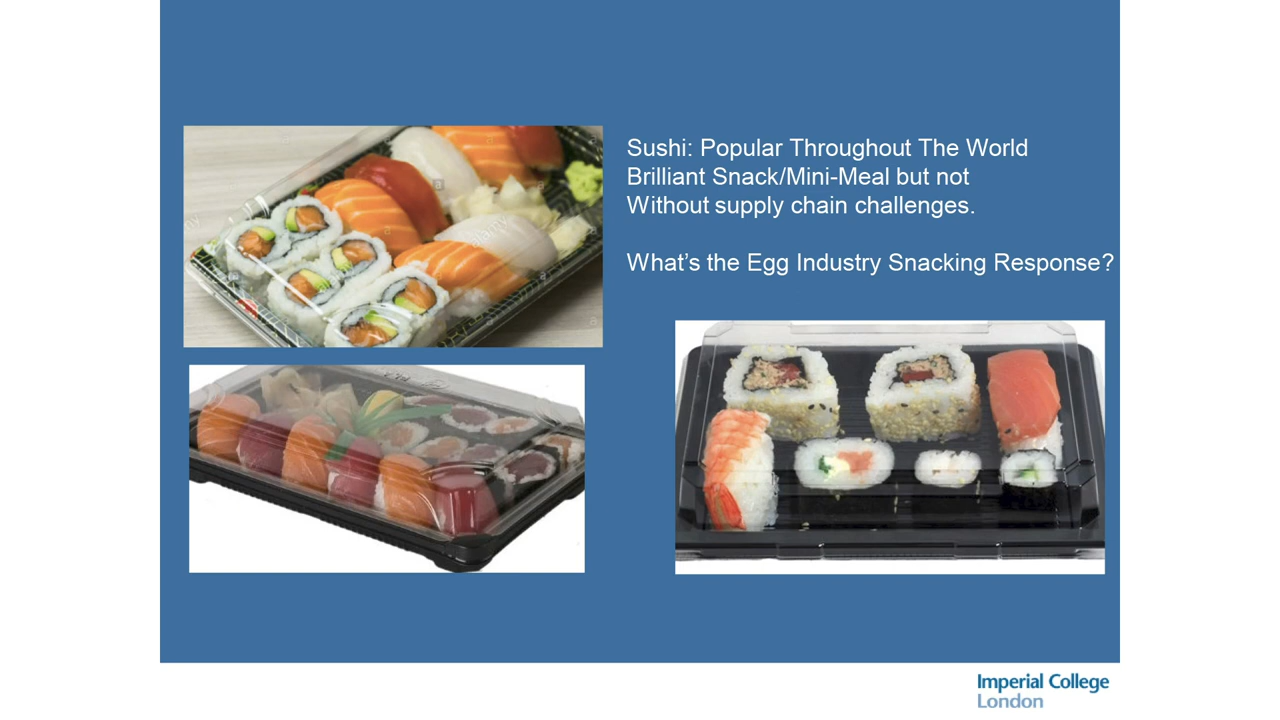 Sushi: Popular Throughout The World
Brilliant Snack/Mini-Meal but not
Without supply chain challenges.
What's the Egg Industry Snacking Response?
Imperial College
London